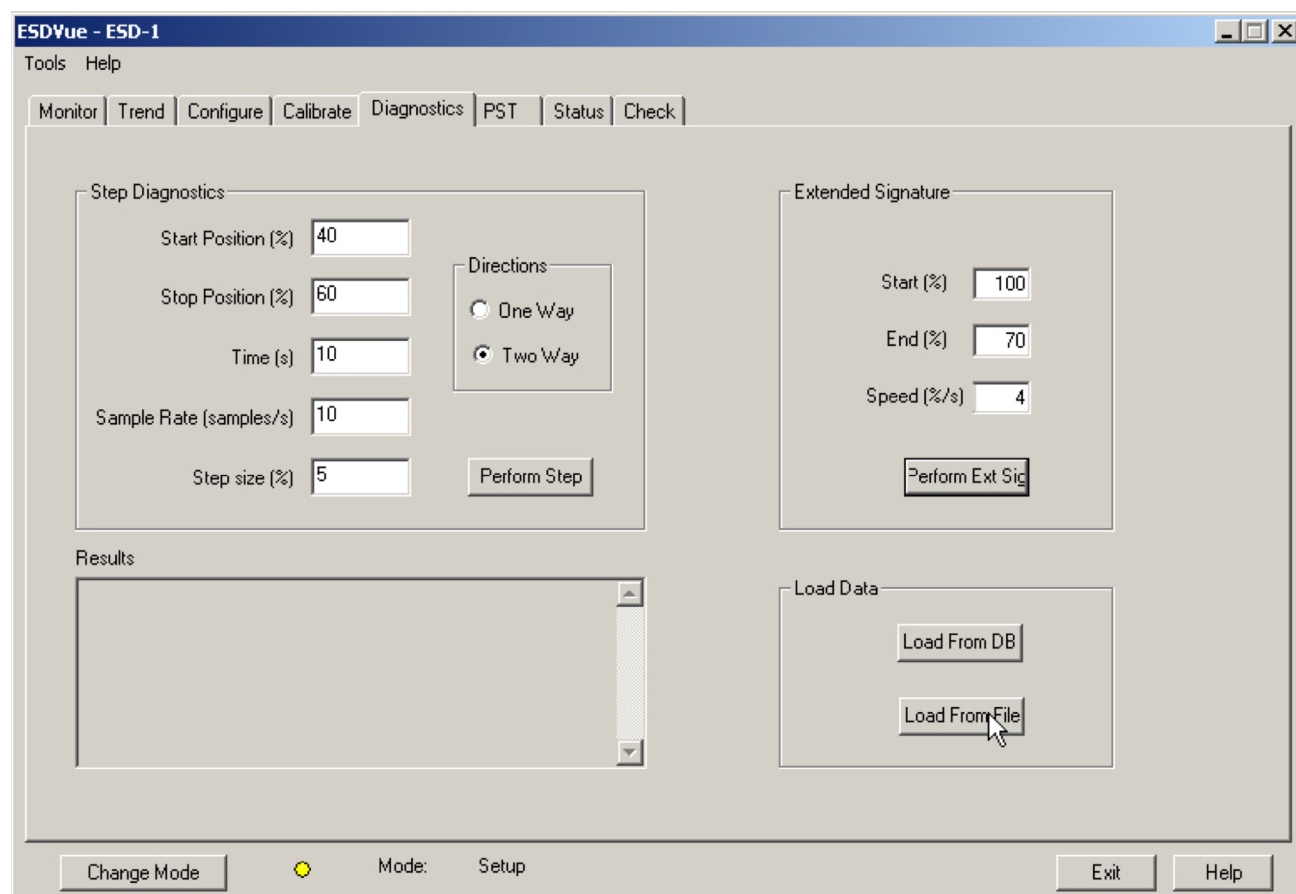 ESDVue - ESD-1
Tools Help
Monitor Trend Configure Calibrate Diagnostics PST Status Check
Step Diagnostics
Start Position (%) 40
Stop Position (%) 60
Time (s) 10
Sample Rate (samples/s) 10
Step size (%) 5
Directions
One Way
Two Way
Perform Step
Extended Signature
Start (%) 100
End (%) 70
Speed (%/s) 4
Perform Ext Sig
Results
Load Data
Load From DB
Load From File
Change Mode Mode: Setup Exit Help